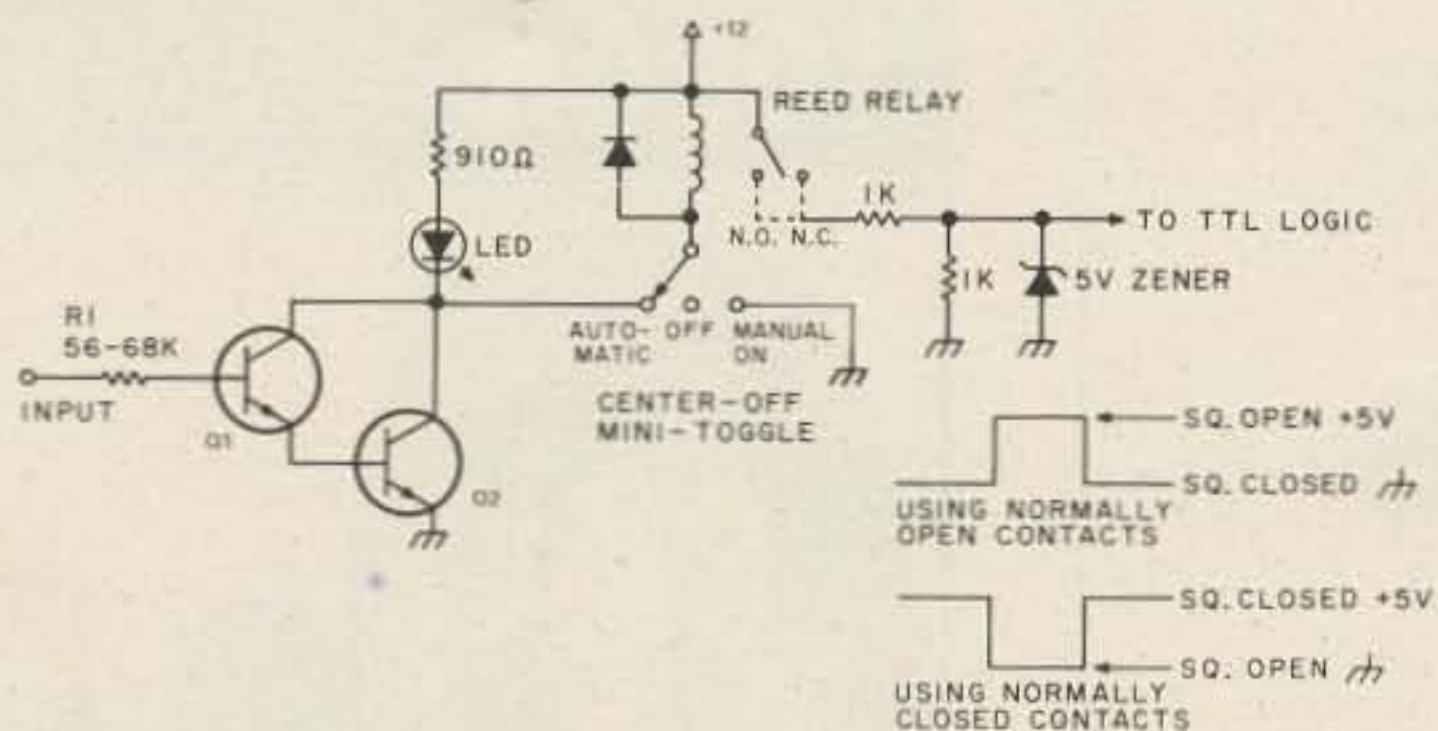 +12
REED RELAY
910Ω
1K
LED
N.O. N.C.
TO TTL LOGIC
1K
5V ZENER
R1
56-68K
INPUT
AUTO-
MATIC
OFF
MANUAL
ON
Q1
CENTER-OFF
MINI-TOGGLE
Q2
SQ. OPEN +5V
SQ. CLOSED
USING NORMALLY
OPEN CONTACTS
SQ. CLOSED +5V
SQ. OPEN
USING NORMALLY
CLOSED CONTACTS